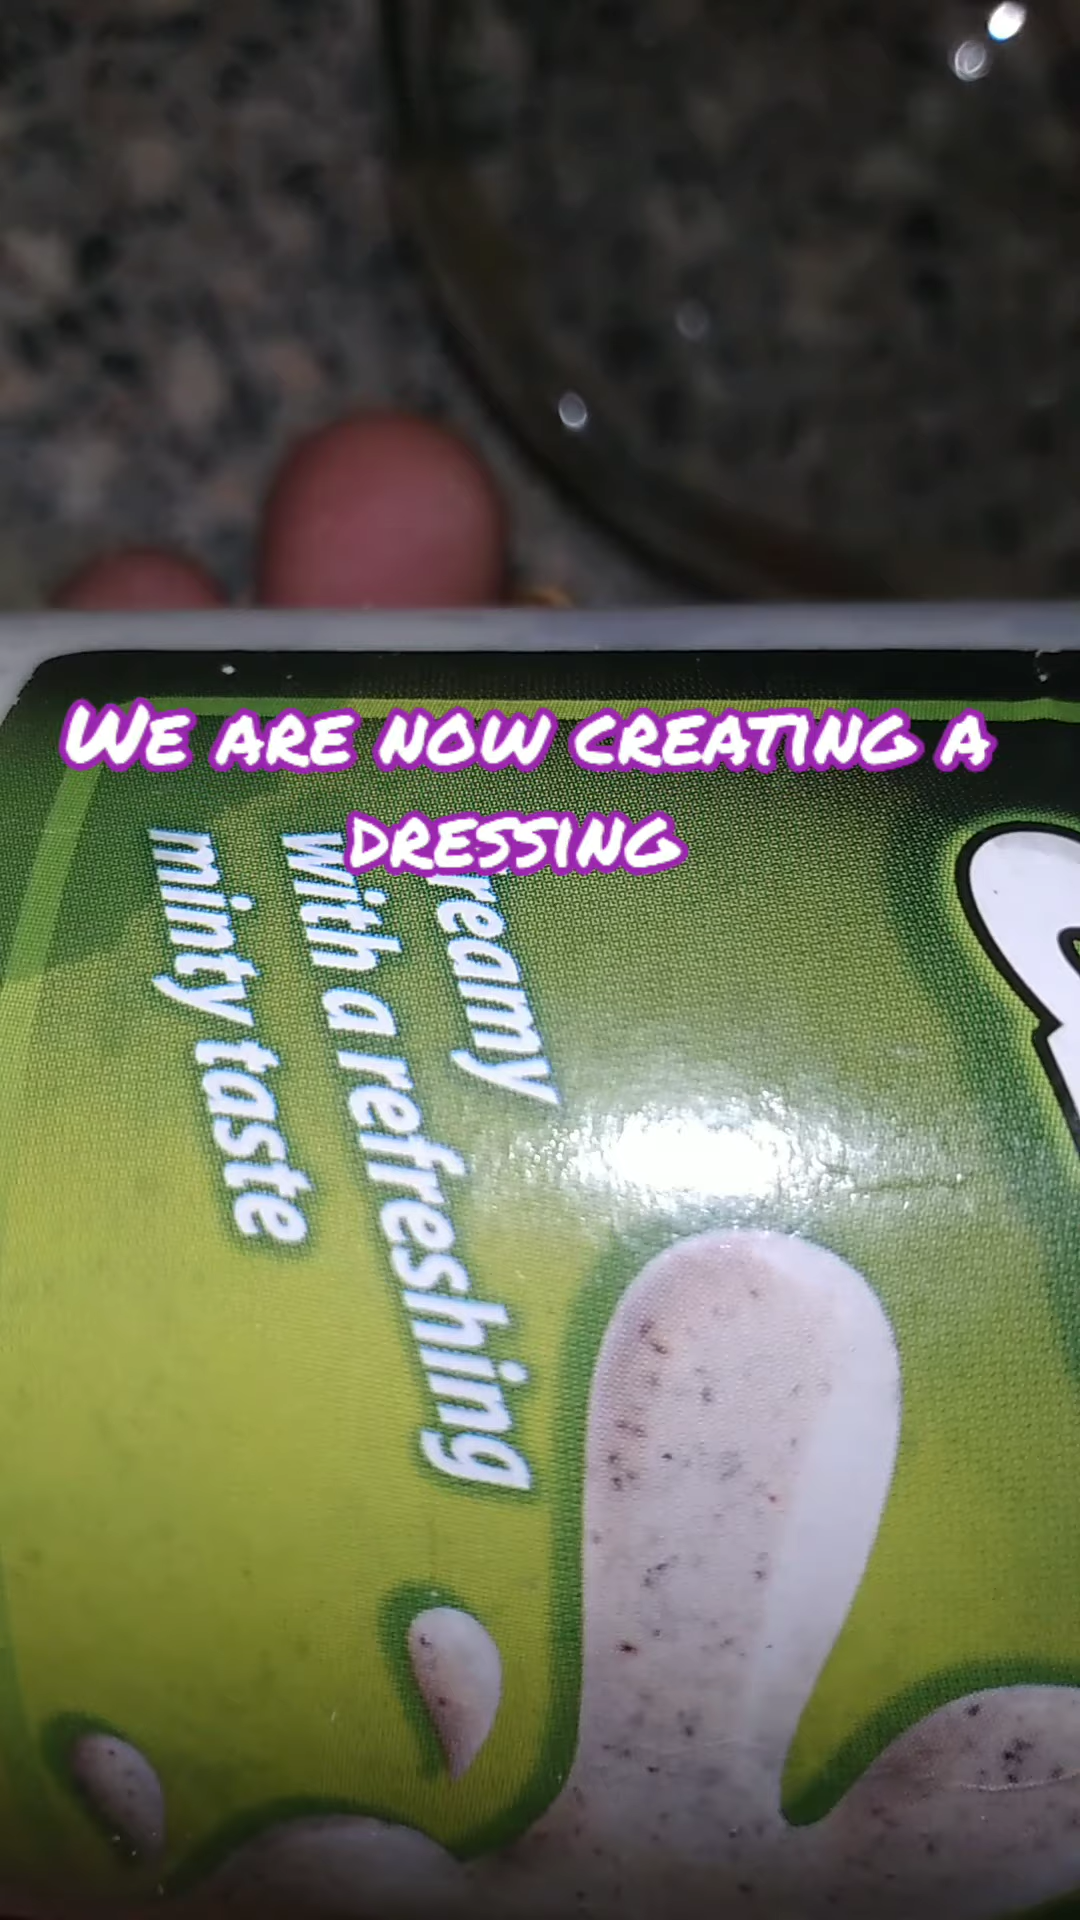 We are now creating a
dressing
reamy
with a refreshing
minty taste